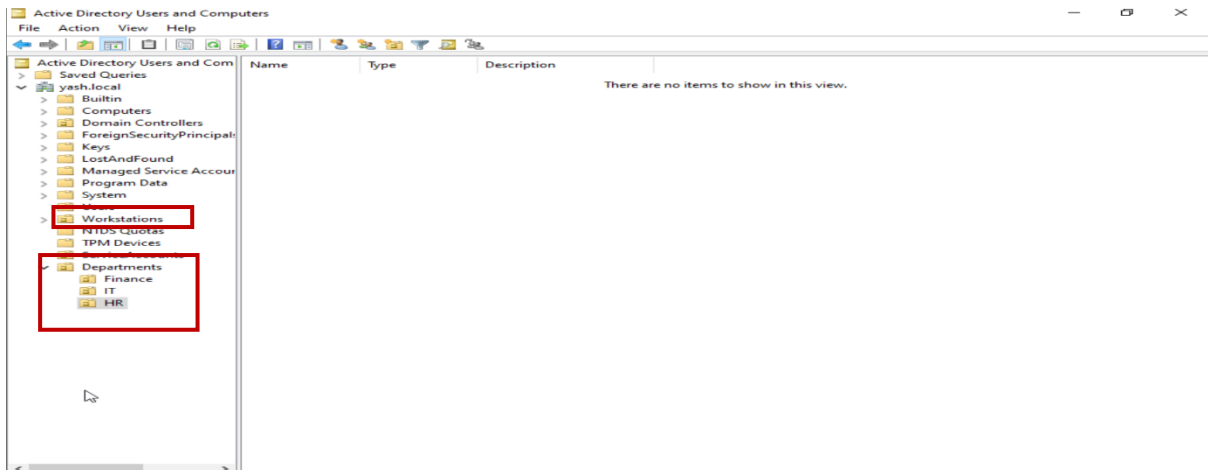 Active Directory Users and Computers
File Action View Help
Active Directory Users and Com
Name Type Description
Saved Queries
There are no items to show in this view.
yash.local
Builtin
Computers
Domain Controllers
ForeignSecurityPrincipals
Keys
LostAndFound
Managed Service Accour
Program Data
System
Users
Workstations
NTDS Quotas
TPM Devices
Departments
Finance
IT
HR